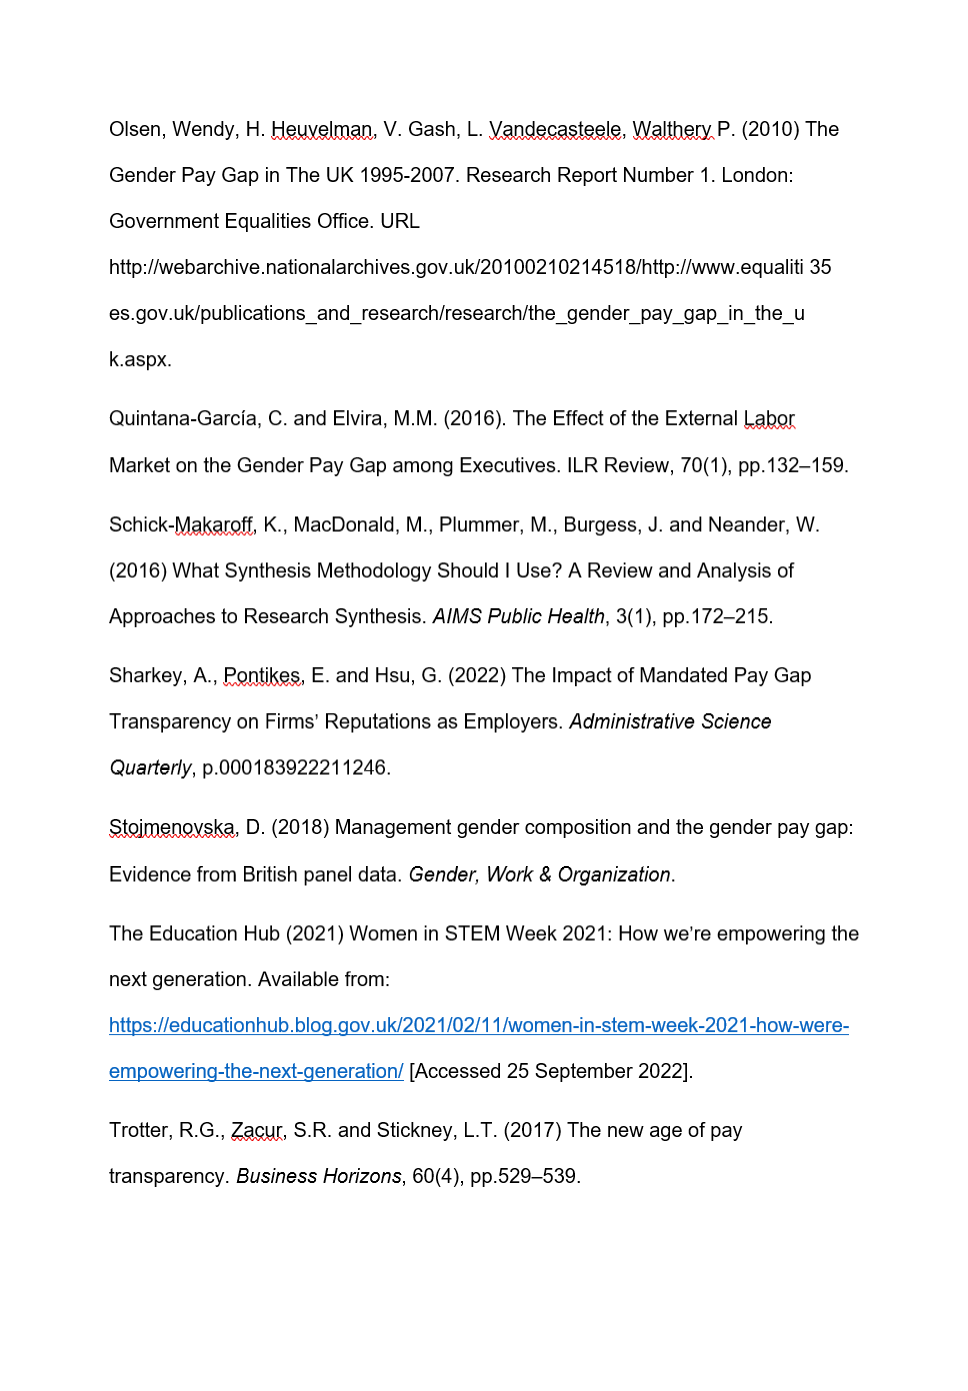 Olsen, Wendy, H. Heuvelman, V. Gash, L. Vandecasteele, Walthery P. (2010) The
Gender Pay Gap in The UK 1995-2007. Research Report Number 1. London:
Government Equalities Office. URL
http://webarchive.nationalarchives.gov.uk/20100210214518/http://www.equaliti 35
es.gov.uk/publications_and_research/research/the_gender_pay_gap_in_the_u
k.aspx.
Quintana-García, C. and Elvira, M.M. (2016). The Effect of the External Labor
Market on the Gender Pay Gap among Executives. ILR Review, 70(1), pp.132–159.
Schick-Makaroff, K., MacDonald, M., Plummer, M., Burgess, J. and Neander, W.
(2016) What Synthesis Methodology Should I Use? A Review and Analysis of
Approaches to Research Synthesis. AIMS Public Health, 3(1), pp.172–215.
Sharkey, A., Pontikes, E. and Hsu, G. (2022) The Impact of Mandated Pay Gap
Transparency on Firms’ Reputations as Employers. Administrative Science
Quarterly, p.000183922211246.
Stojmenovska, D. (2018) Management gender composition and the gender pay gap:
Evidence from British panel data. Gender, Work & Organization.
The Education Hub (2021) Women in STEM Week 2021: How we’re empowering the
next generation. Available from:
https://educationhub.blog.gov.uk/2021/02/11/women-in-stem-week-2021-how-were-
empowering-the-next-generation/ [Accessed 25 September 2022].
Trotter, R.G., Zacur, S.R. and Stickney, L.T. (2017) The new age of pay
transparency. Business Horizons, 60(4), pp.529–539.